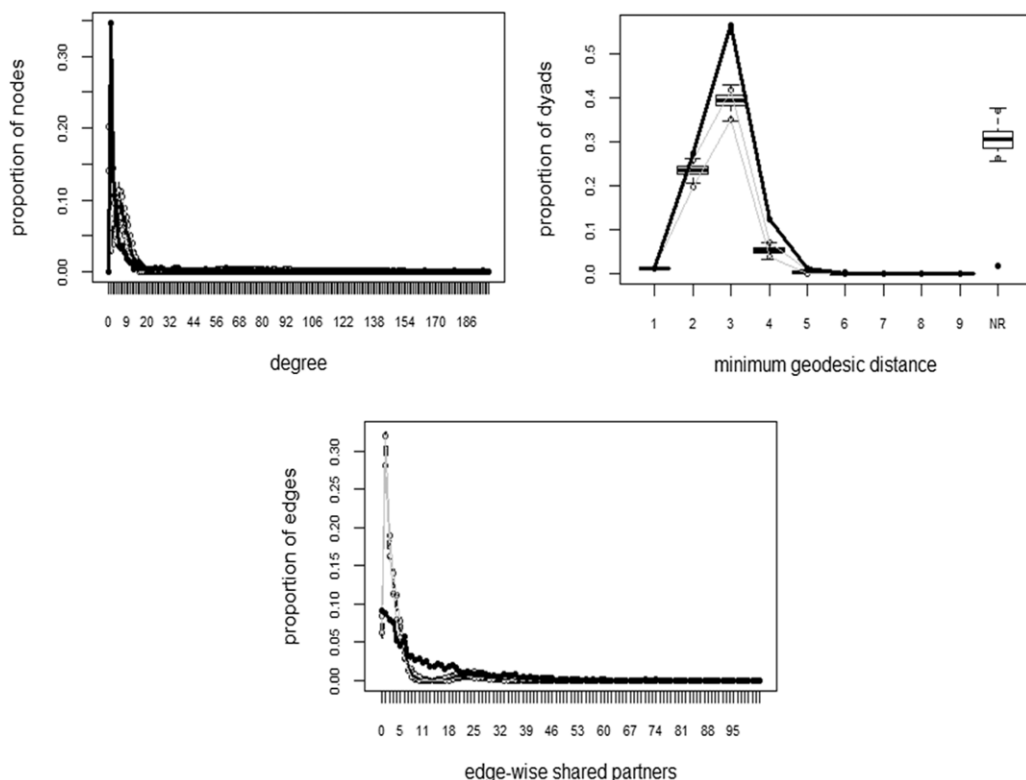 proportion of nodes
0.30
0.20
0.10
0.00
0 9 20 32 44 56 68 80 92 106 122 138 154 170 186
degree
proportion of dyads
0.5
0.4
0.3
0.2
0.1
0.0
1 2 3 4 5 6 7 8 9 NR
minimum geodesic distance
proportion of edges
0.30
0.25
0.20
0.15
0.10
0.05
0.00
0 5 11 18 25 32 39 46 53 60 67 74 81 88 95
edge-wise shared partners